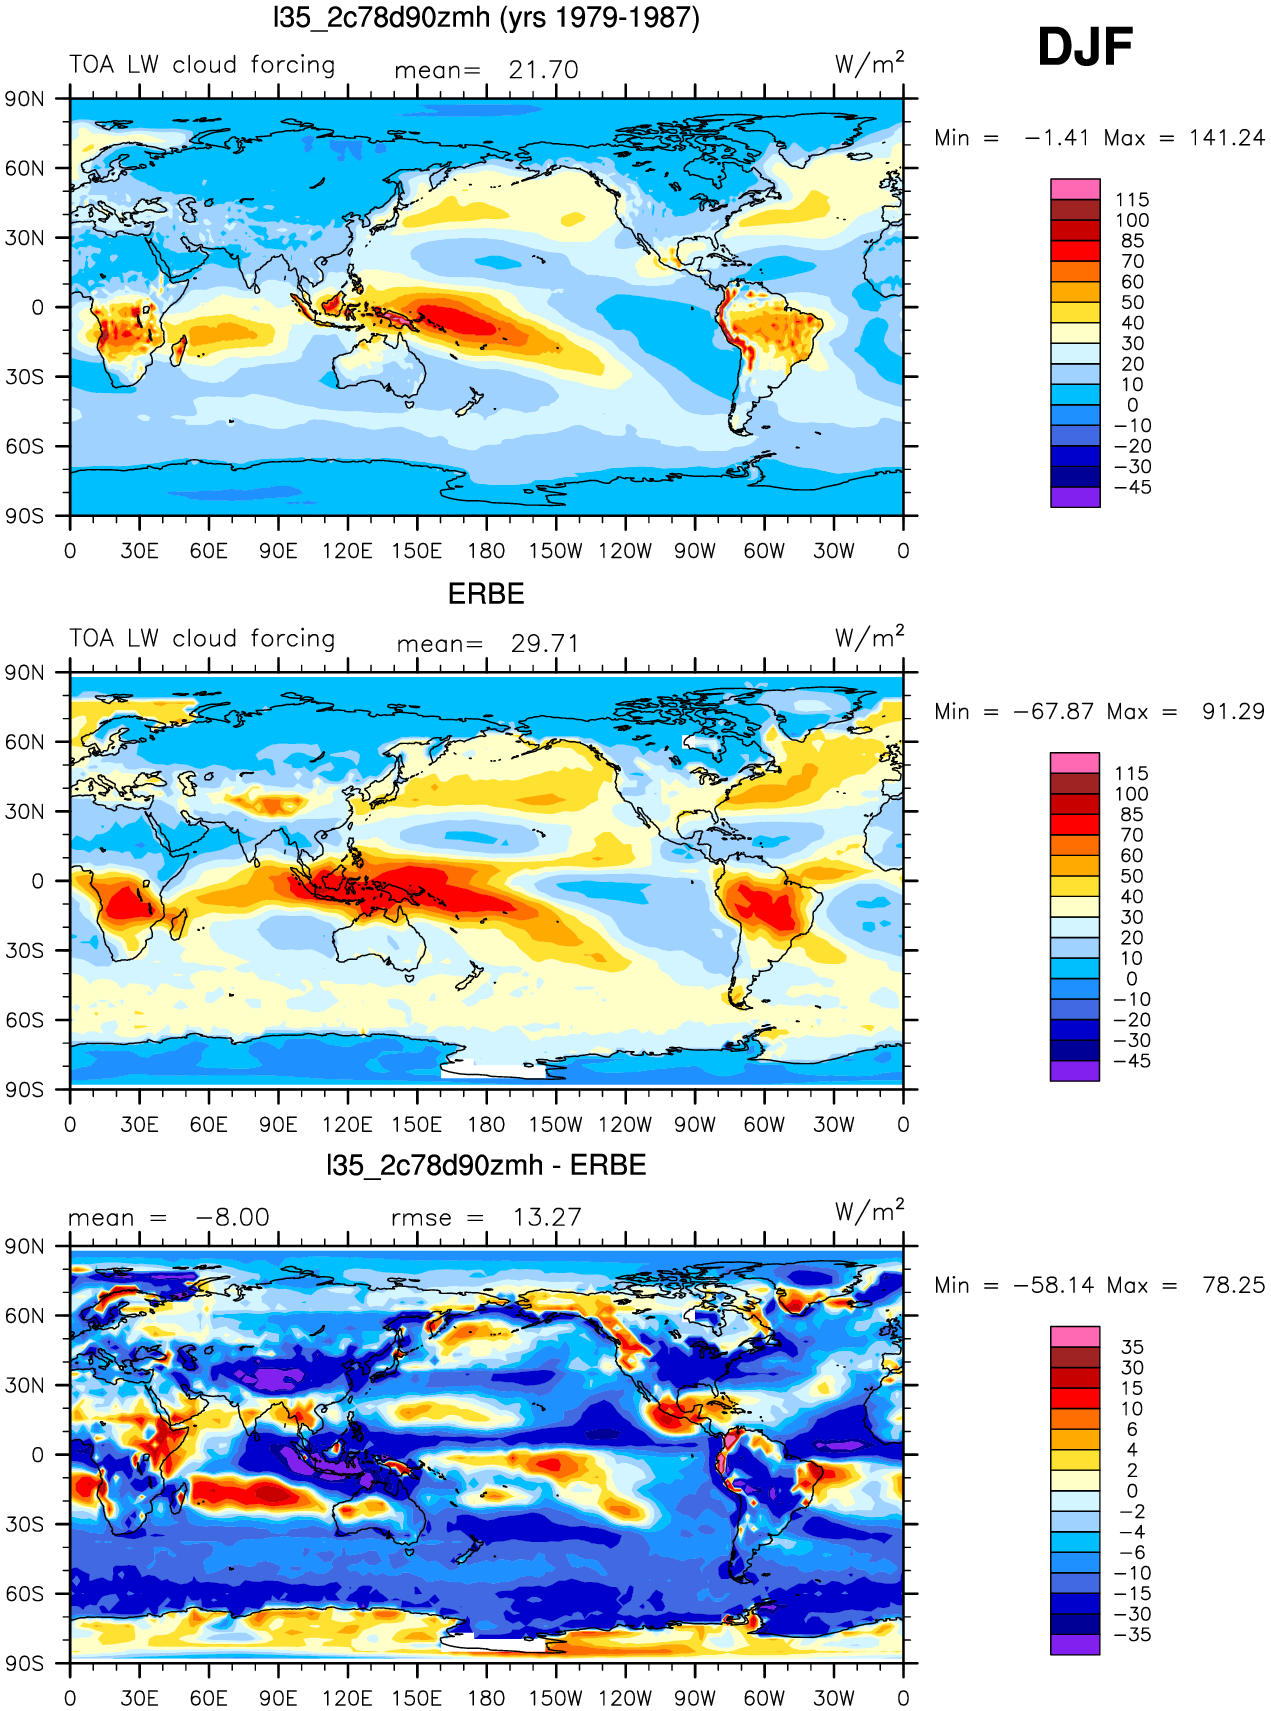 l35_2c78d90zmh (yrs 1979-1987)
DJF
TOA LW cloud forcing mean= 21.70 W/m²
Min = -1.41 Max = 141.24
90N
60N
30N
0
30S
60S
90S
0 30E 60E 90E 120E 150E 180 150W 120W 90W 60W 30W 0
115
100
85
70
60
50
40
30
20
10
0
-10
-20
-30
-45
ERBE
TOA LW cloud forcing mean= 29.71 W/m²
Min = -67.87 Max = 91.29
90N
60N
30N
0
30S
60S
90S
0 30E 60E 90E 120E 150E 180 150W 120W 90W 60W 30W 0
115
100
85
70
60
50
40
30
20
10
0
-10
-20
-30
-45
l35_2c78d90zmh - ERBE
mean = -8.00 rmse = 13.27 W/m²
Min = -58.14 Max = 78.25
90N
60N
30N
0
30S
60S
90S
0 30E 60E 90E 120E 150E 180 150W 120W 90W 60W 30W 0
35
30
15
10
6
4
2
0
-2
-4
-6
-10
-15
-30
-35